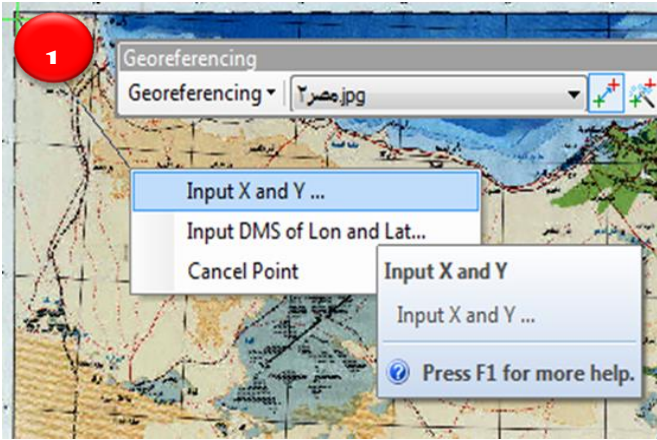 1
Georeferencing
Georeferencing
مصر٢.jpg
Input X and Y ...
Input DMS of Lon and Lat...
Cancel Point
Input X and Y
Input X and Y ...
Press F1 for more help.